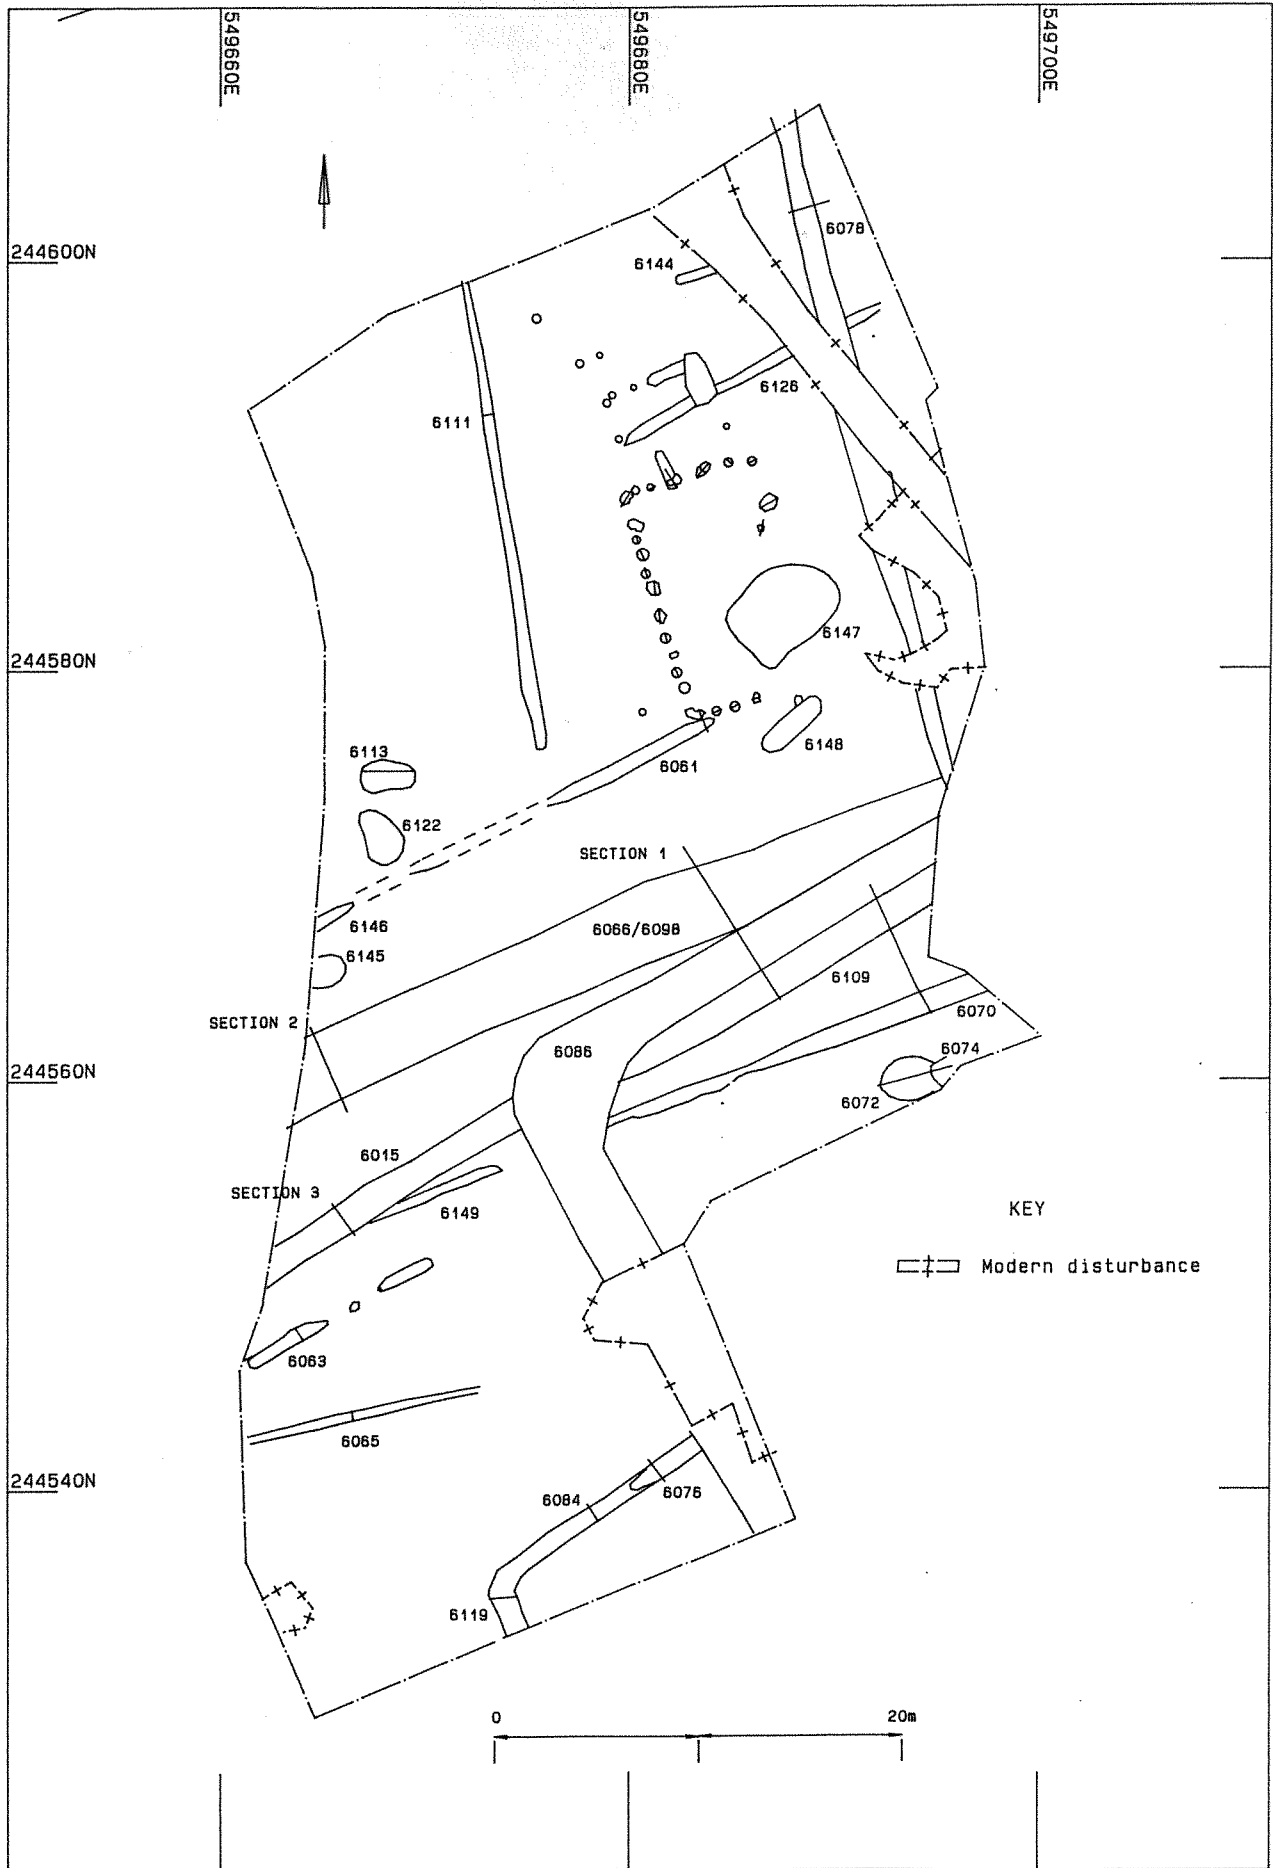 549660E
549680E
549700E
244600N
6078
6144
6126
6111
244580N
6147
6148
6113
6061
6122
SECTION 1
6146
6066/6098
6145
6109
SECTION 2
6070
6086
6074
244560N
6072
6015
SECTION 3
6149
KEY
Modern disturbance
6063
6065
244540N
6084
6076
6119
0
20m